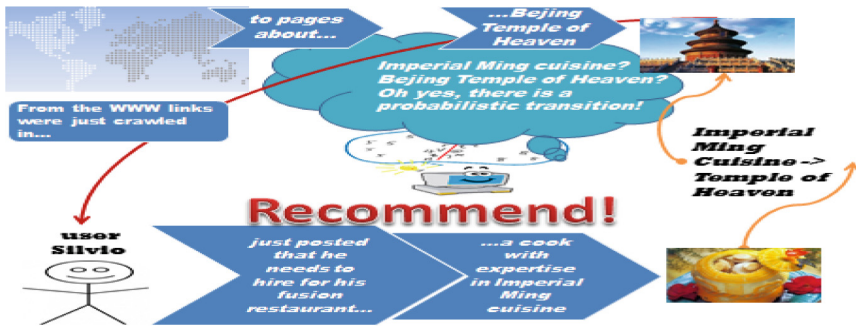 to pages
about...
...Bejing
Temple of
Heaven
Imperial Ming cuisine?
Bejing Temple of Heaven?
Oh yes, there is a
probabilistic transition!
From the WWW links
were just crawled
in...
Imperial
Ming
Cuisine ->
Temple of
Heaven
Recommend!
user
Silvio
just posted
that he
needs to
hire for his
fusion
restaurant...
...a cook
with
expertise
in Imperial
Ming
cuisine